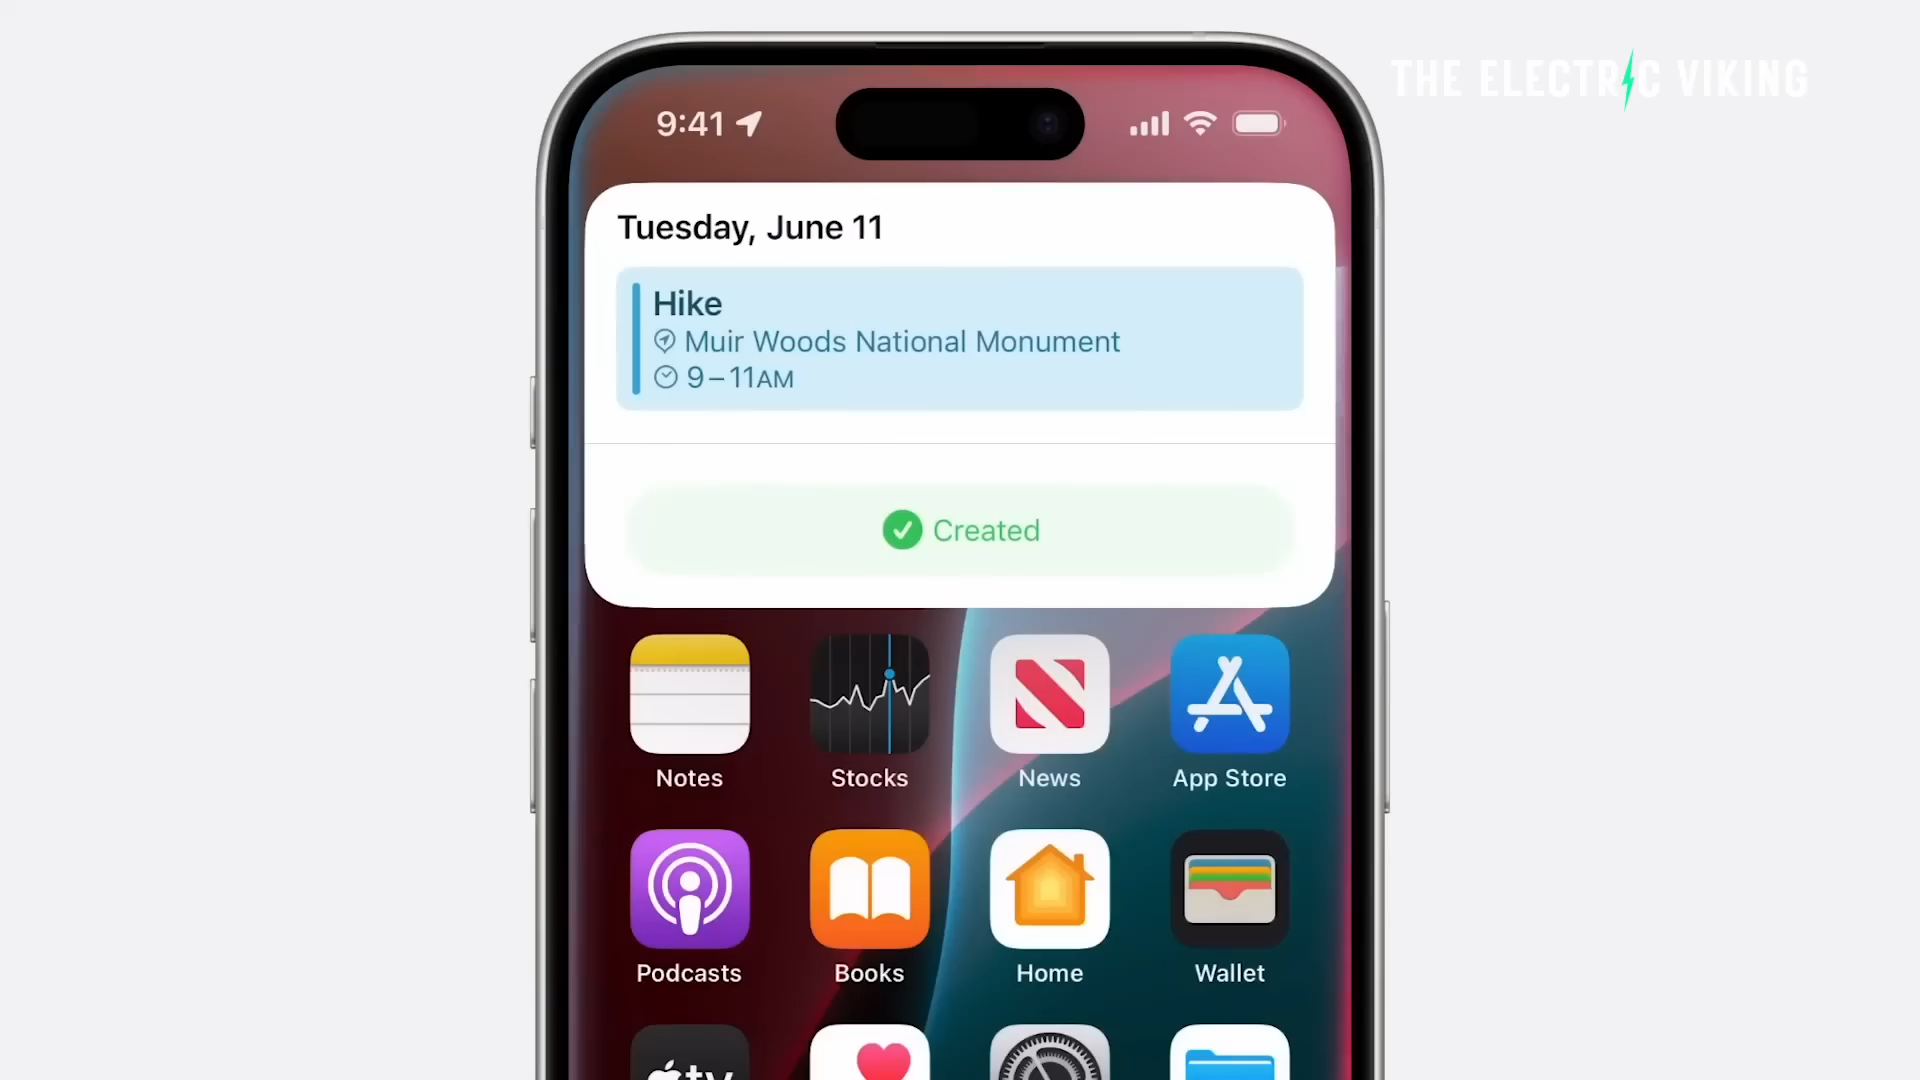 THE ELECTRIC VIKING
9:41
Tuesday, June 11
Hike
Muir Woods National Monument
9–11AM
Created
Notes
Stocks
News
App Store
Podcasts
Books
Home
Wallet
tv